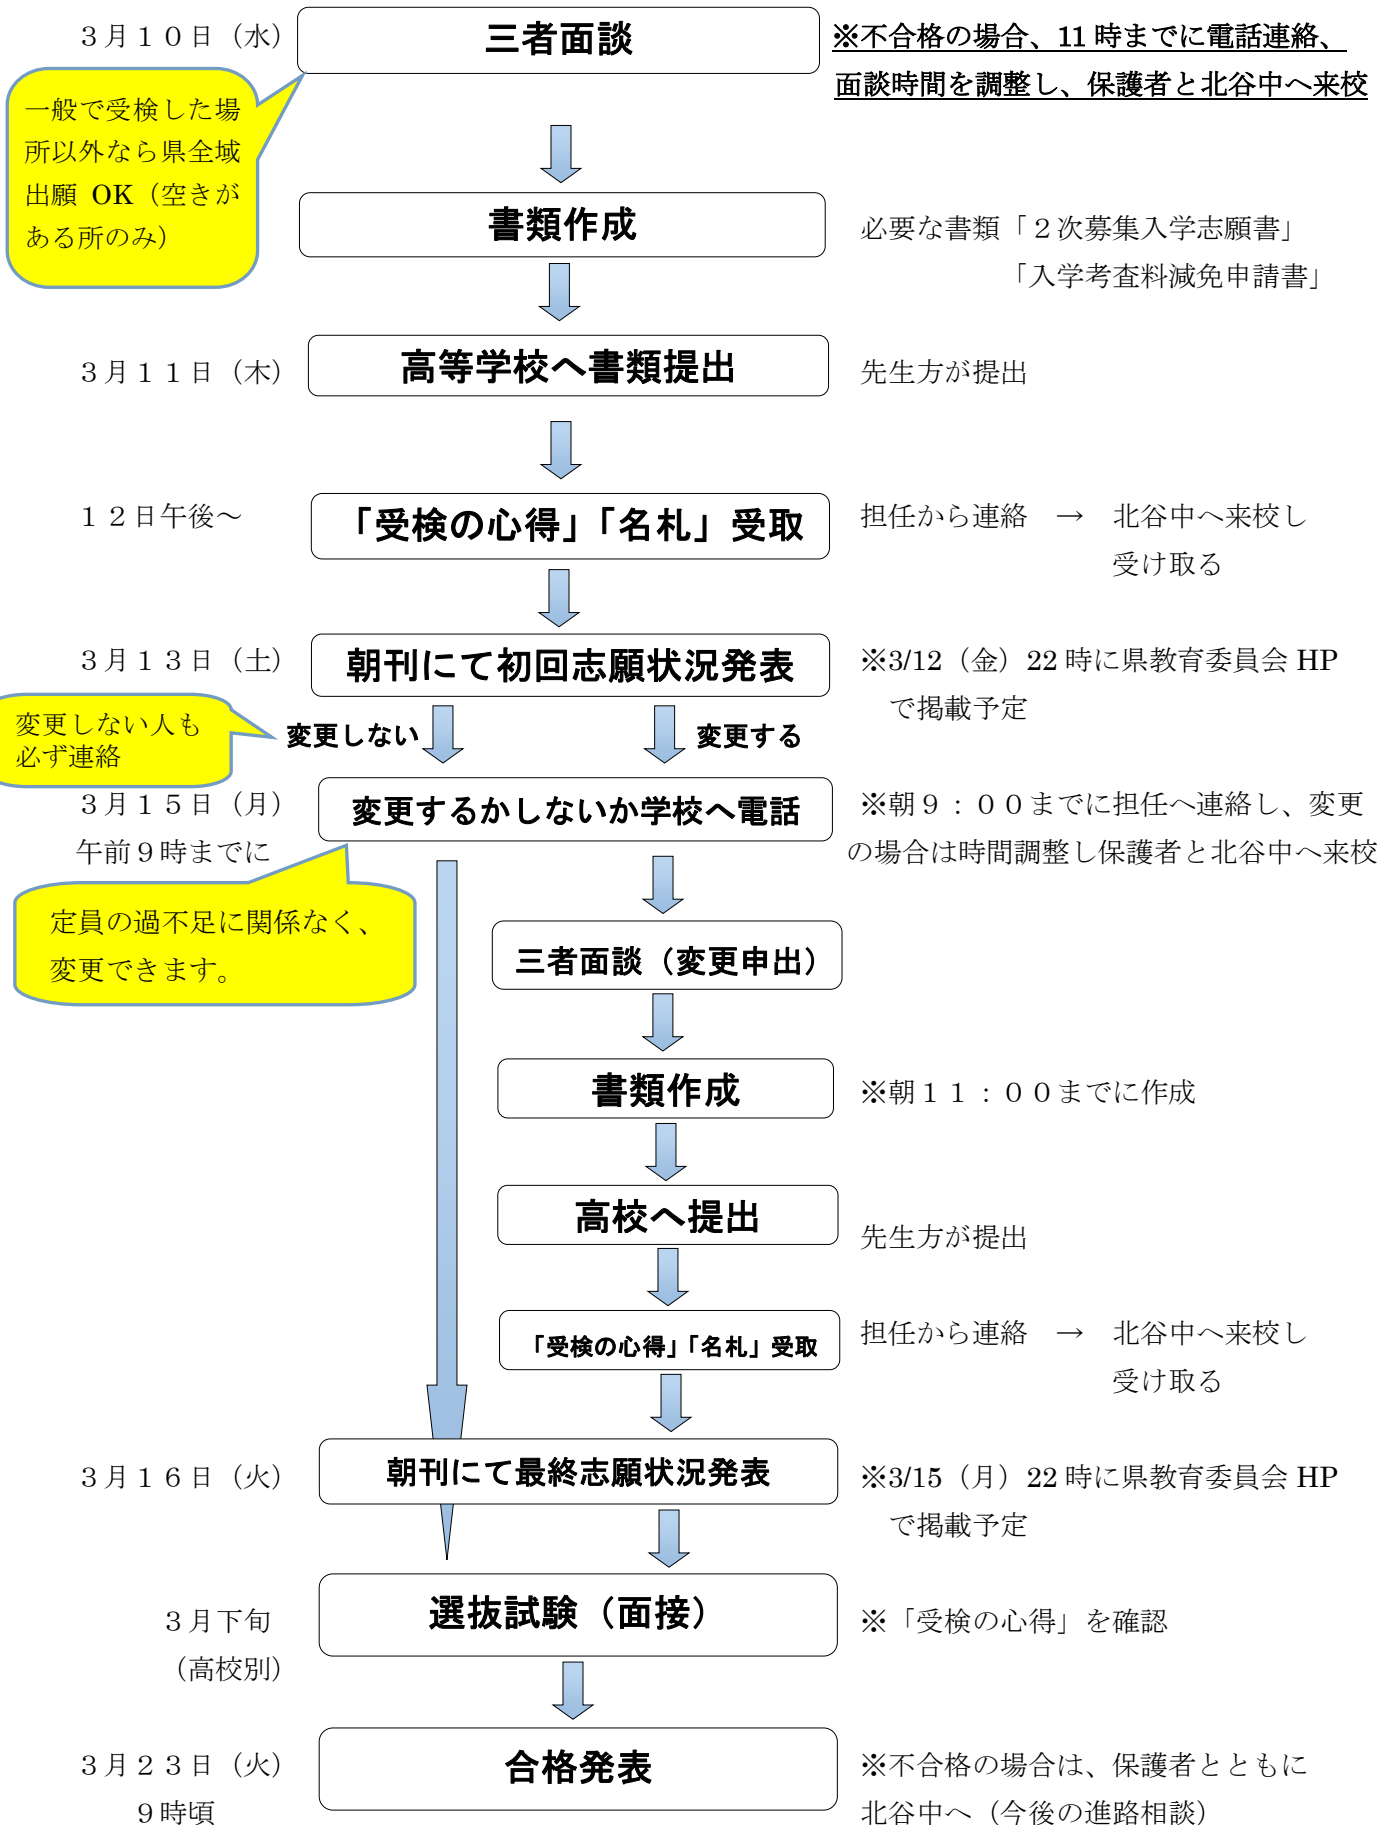 ３月１０日（水）
三者面談
※不合格の場合、11 時までに電話連絡、
面談時間を調整し、保護者と北谷中へ来校
一般で受検した場
所以外なら県全域
出願 OK（空きが
ある所のみ）
書類作成
必要な書類「２次募集入学志願書」
「入学考査料減免申請書」
３月１１日（木）
高等学校へ書類提出
先生方が提出
１２日午後～
「受検の心得」「名札」受取
担任から連絡　→　北谷中へ来校し
受け取る
３月１３日（土）
朝刊にて初回志願状況発表
※3/12（金）22 時に県教育委員会 HP
で掲載予定
変更しない人も
必ず連絡
変更しない
変更する
３月１５日（月）
午前９時までに
変更するかしないか学校へ電話
※朝９：００までに担任へ連絡し、変更
の場合は時間調整し保護者と北谷中へ来校
定員の過不足に関係なく、
変更できます。
三者面談（変更申出）
書類作成
※朝１１：００までに作成
高校へ提出
先生方が提出
「受検の心得」「名札」受取
担任から連絡　→　北谷中へ来校し
受け取る
３月１６日（火）
朝刊にて最終志願状況発表
※3/15（月）22 時に県教育委員会 HP
で掲載予定
３月下旬
（高校別）
選抜試験（面接）
※「受検の心得」を確認
３月２３日（火）
９時頃
合格発表
※不合格の場合は、保護者とともに
北谷中へ（今後の進路相談）